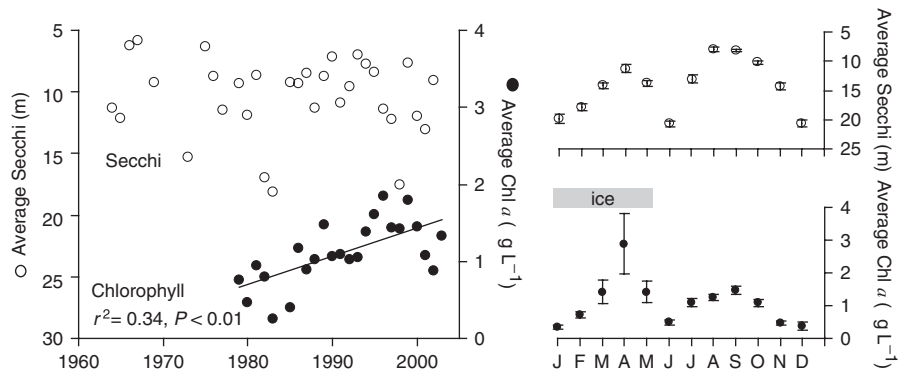 Average Secchi (m)
5
10
15
20
25
30
Secchi
Chlorophyll
r² = 0.34, P < 0.01
1960
1970
1980
1990
2000
4
3
2
1
0
Average Chl a ( g L⁻¹)
5
10
15
20
25
Average Secchi (m)
ice
4
3
2
1
0
Average Chl a ( g L⁻¹)
J F M A M J J A S O N D